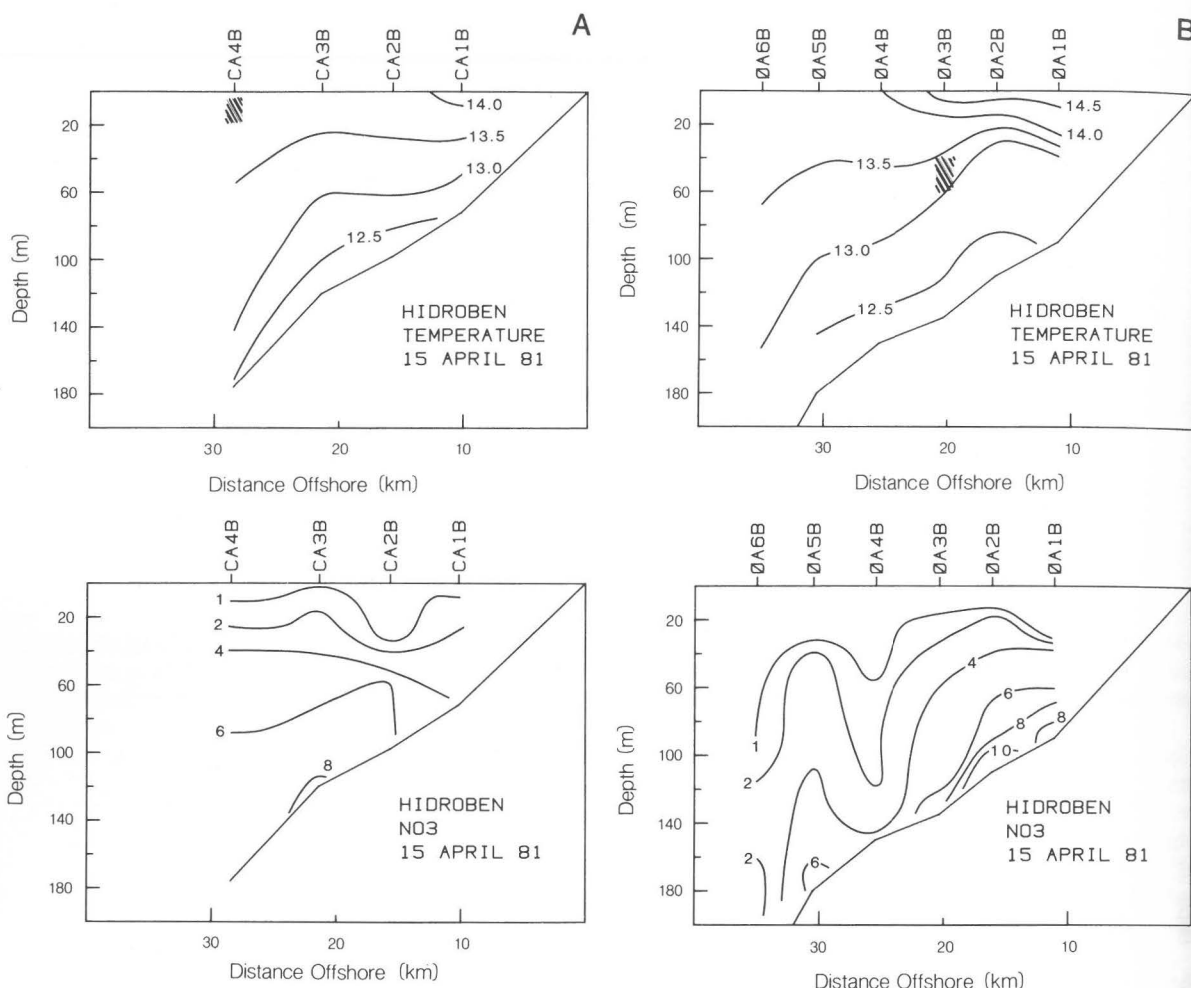 A
CA4B CA3B CA2B CA1B
14.0
13.5
13.0
12.5
20
60
100
140
180
Depth (m)
HIDROBEN
TEMPERATURE
15 APRIL 81
30 20 10
Distance Offshore (km)
B
ØA6B ØA5B ØA4B ØA3B ØA2B ØA1B
14.5
14.0
13.5
13.0
12.5
20
60
100
140
180
Depth (m)
HIDROBEN
TEMPERATURE
15 APRIL 81
30 20 10
Distance Offshore (km)
CA4B CA3B CA2B CA1B
1
2
4
6
8
20
60
100
140
180
Depth (m)
HIDROBEN
NO3
15 APRIL 81
30 20 10
Distance Offshore (km)
ØA6B ØA5B ØA4B ØA3B ØA2B ØA1B
4
6
8
8
10-
1
2
2
6
20
60
100
140
180
Depth (m)
HIDROBEN
NO3
15 APRIL 81
30 20 10
Distance Offshore (km)